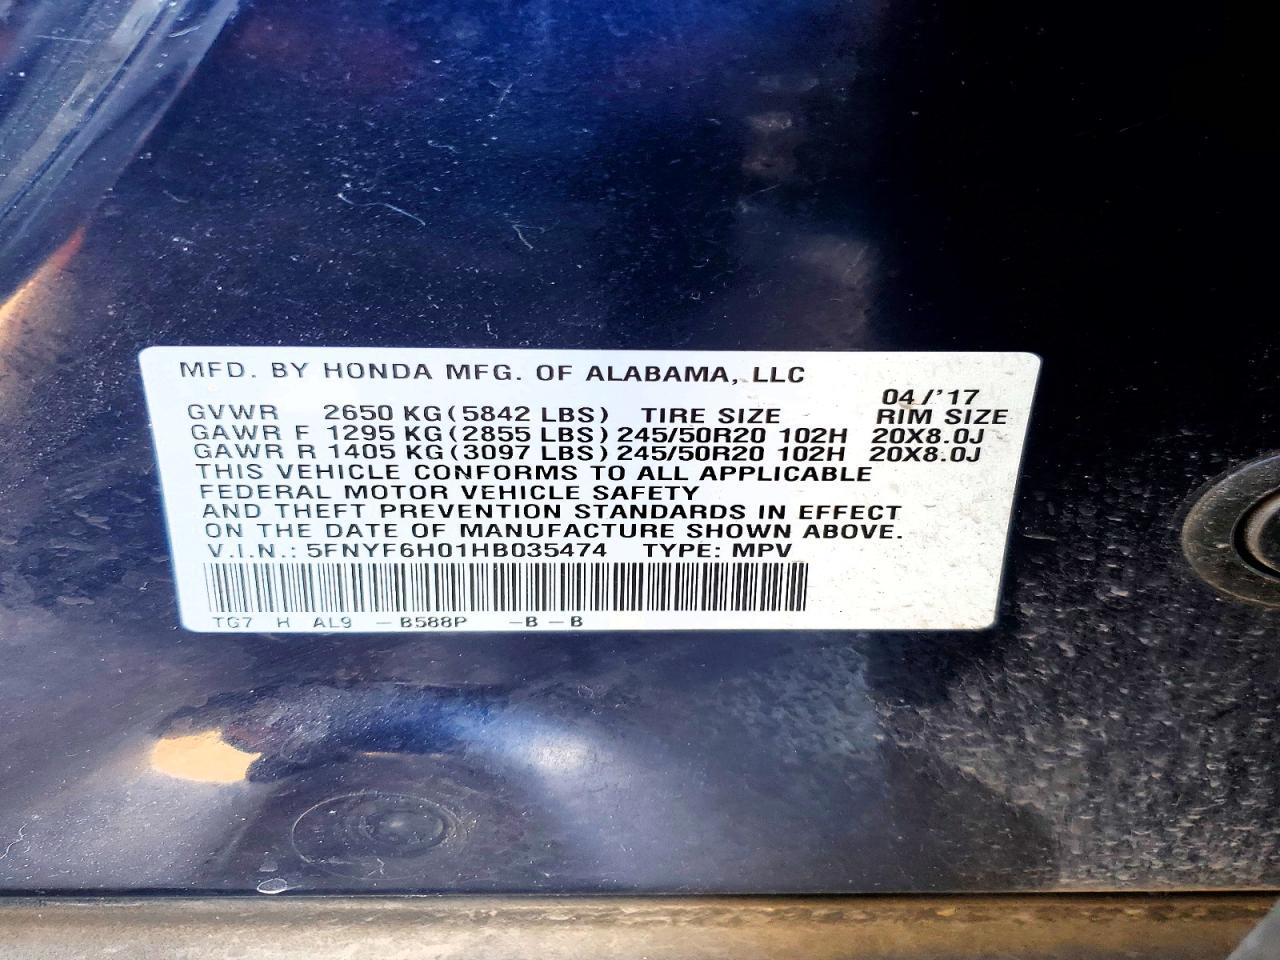 MFD. BY HONDA MFG. OF ALABAMA, LLC
04/'17
GVWR 2650 KG (5842 LBS) TIRE SIZE RIM SIZE
GAWR F 1295 KG (2855 LBS) 245/50R20 102H 20X8.0J
GAWR R 1405 KG (3097 LBS) 245/50R20 102H 20X8.0J
THIS VEHICLE CONFORMS TO ALL APPLICABLE
FEDERAL MOTOR VEHICLE SAFETY
AND THEFT PREVENTION STANDARDS IN EFFECT
ON THE DATE OF MANUFACTURE SHOWN ABOVE.
V.I.N.: 5FNYF6H01HB035474 TYPE: MPV
TG7 H AL9 – B588P –B–B